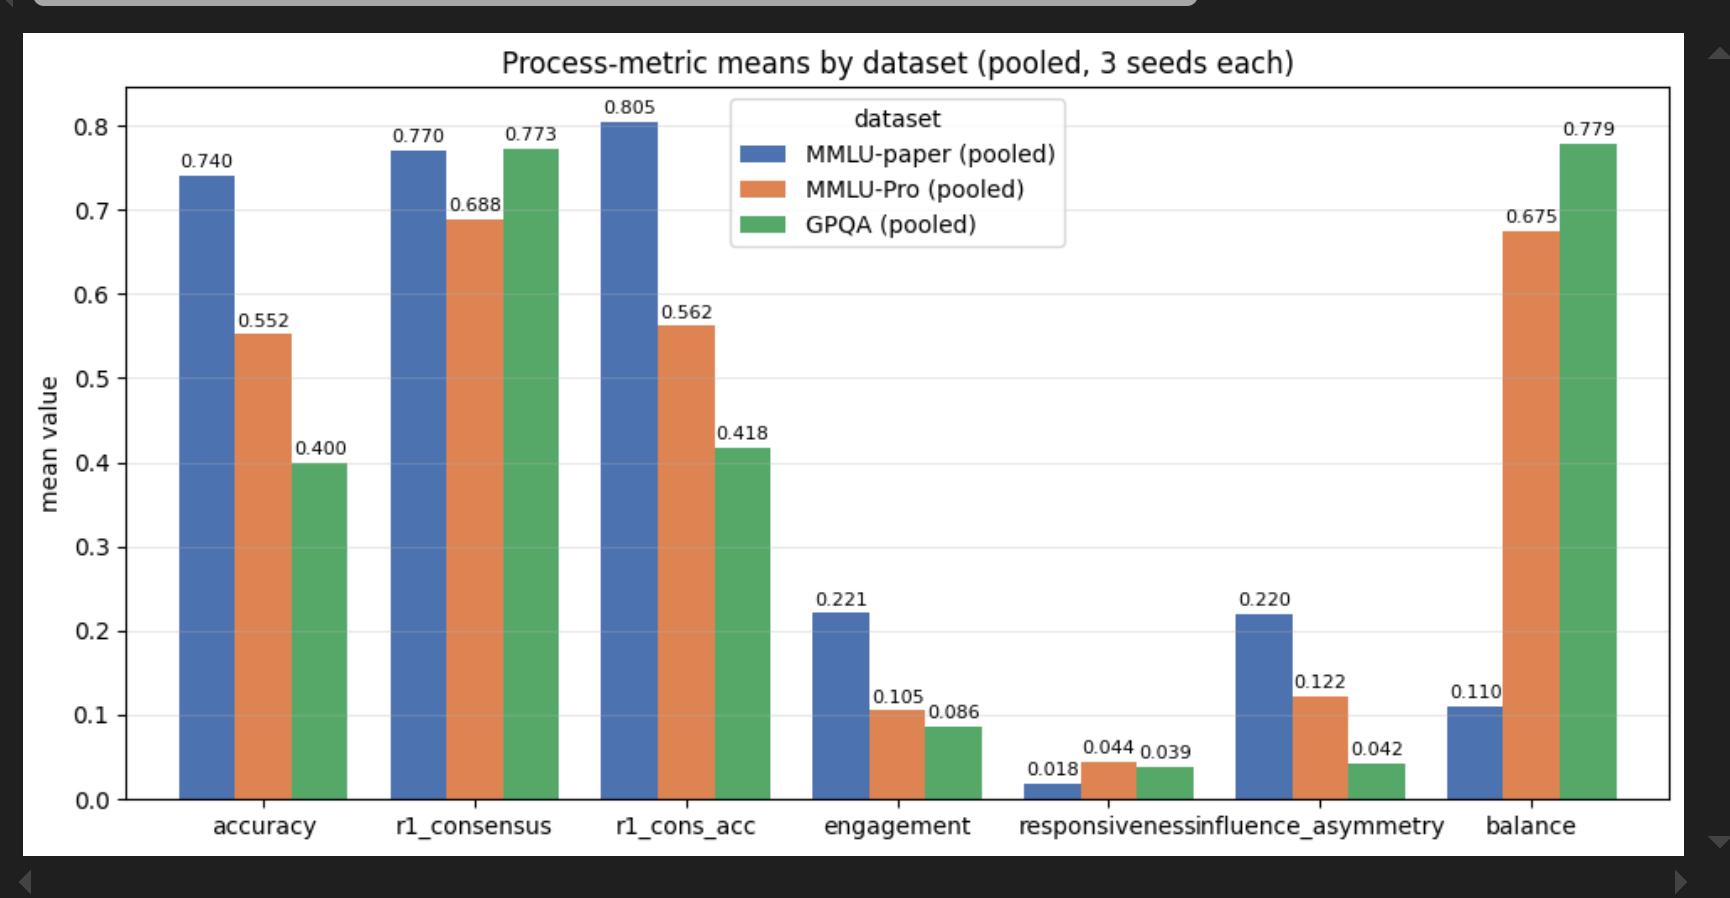 Process-metric means by dataset (pooled, 3 seeds each)
dataset
MMLU-paper (pooled)
MMLU-Pro (pooled)
GPQA (pooled)
mean value
0.8
0.7
0.6
0.5
0.4
0.3
0.2
0.1
0.0
0.740
0.552
0.400
0.770
0.688
0.773
0.805
0.562
0.418
0.221
0.105
0.086
0.018
0.044
0.039
0.220
0.122
0.042
0.110
0.675
0.779
accuracy
r1_consensus
r1_cons_acc
engagement
responsiveness
influence_asymmetry
balance